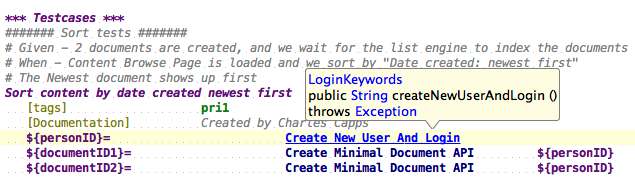 *** Testcases ***
####### Sort tests #######
# Given - 2 documents are created, and we wait for the list engine to index the documents
# When - Content Browse Page is loaded and we sort by "Date created: newest first"
# The Newest document shows up first
LoginKeywords
public String createNewUserAndLogin ()
throws Exception
Sort content by date created newest first
[tags] pri1
[Documentation] Created by Charles Capps
${personID}= Create New User And Login
${documentID1}= Create Minimal Document API ${personID}
${documentID2}= Create Minimal Document API ${personID}